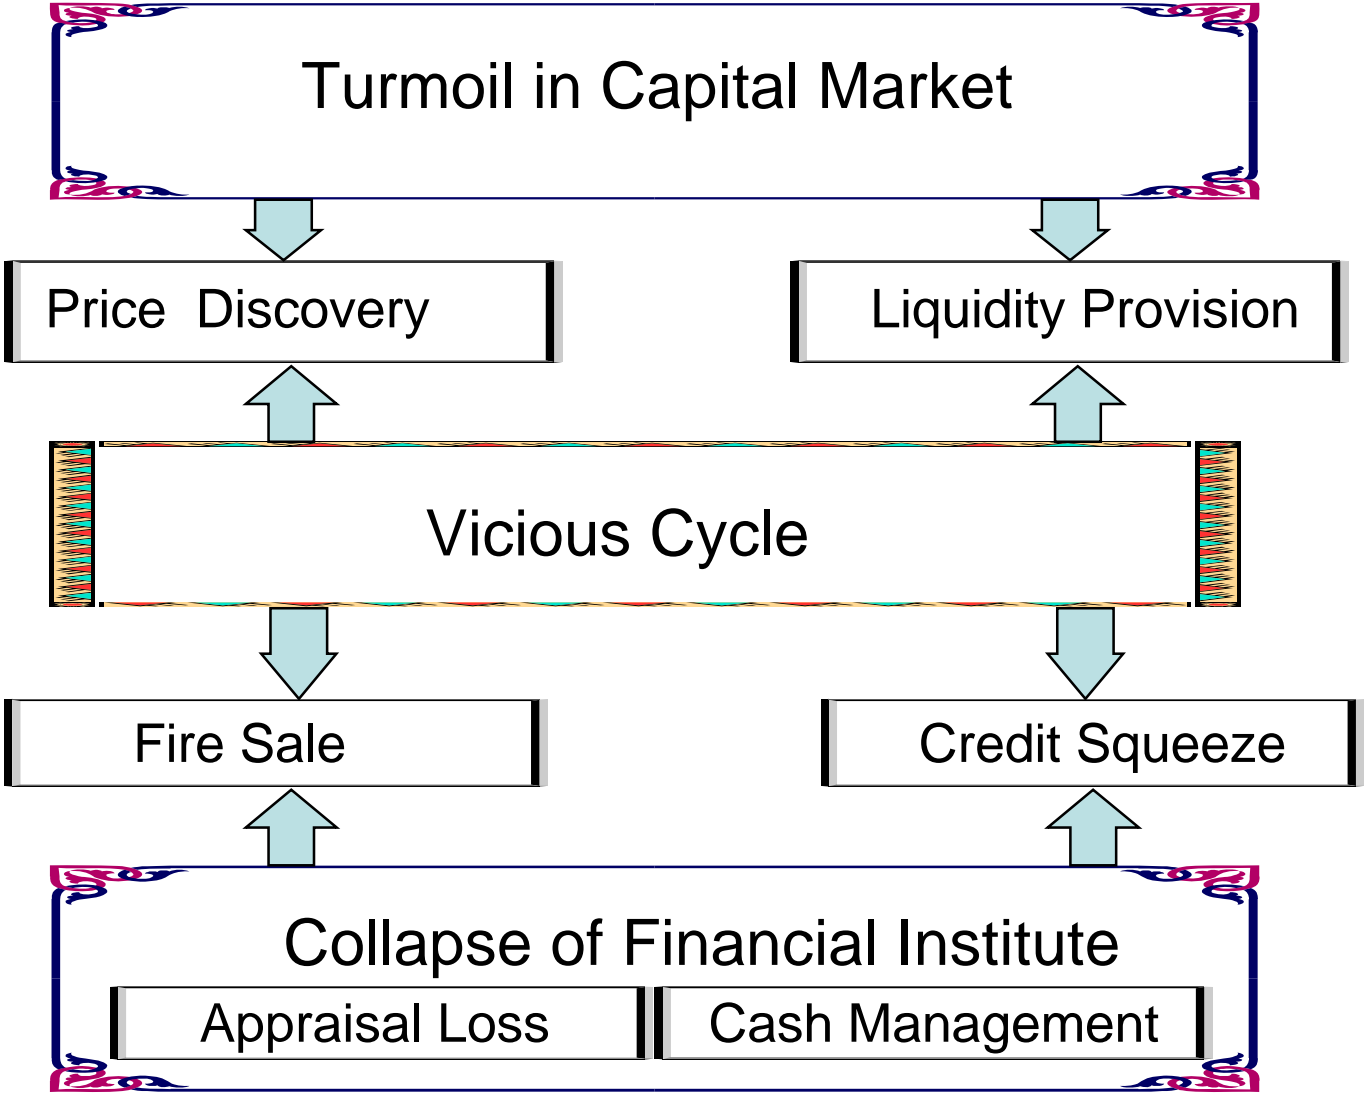 Turmoil in Capital Market
Price  Discovery
Liquidity Provision
Vicious Cycle
Fire Sale
Credit Squeeze
Collapse of Financial Institute
Appraisal Loss
Cash Management